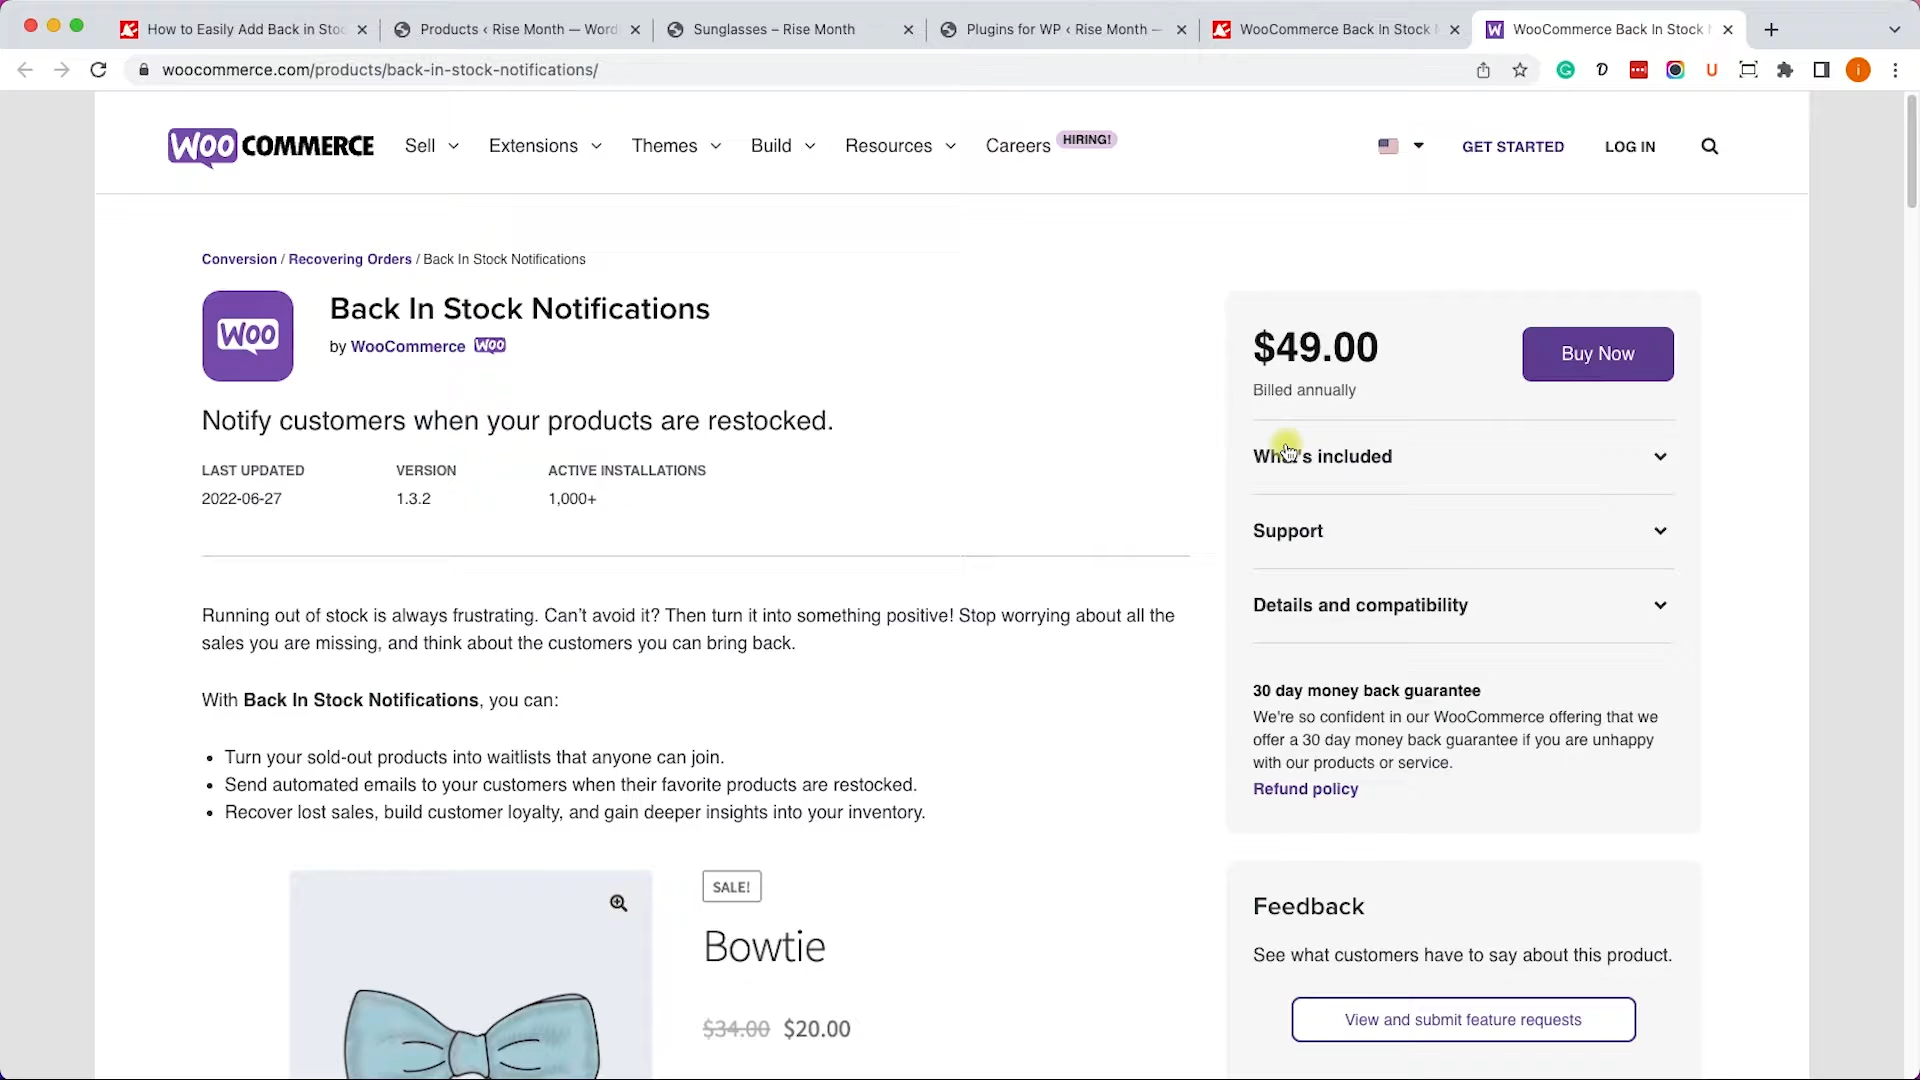 How to Easily Add Back in Stoc
Products ‹ Rise Month — Word
Sunglasses – Rise Month
Plugins for WP ‹ Rise Month —
WooCommerce Back In Stock
WooCommerce Back In Stock
woocommerce.com/products/back-in-stock-notifications/
WOO COMMERCE
Sell
Extensions
Themes
Build
Resources
Careers
HIRING!
GET STARTED
LOG IN
Conversion / Recovering Orders / Back In Stock Notifications
WOO
Back In Stock Notifications
by WooCommerce WOO
Notify customers when your products are restocked.
LAST UPDATED
VERSION
ACTIVE INSTALLATIONS
2022-06-27
1.3.2
1,000+
Running out of stock is always frustrating. Can’t avoid it? Then turn it into something positive! Stop worrying about all the
sales you are missing, and think about the customers you can bring back.
With Back In Stock Notifications, you can:
• Turn your sold-out products into waitlists that anyone can join.
• Send automated emails to your customers when their favorite products are restocked.
• Recover lost sales, build customer loyalty, and gain deeper insights into your inventory.
SALE!
Bowtie
$34.00 $20.00
$49.00
Buy Now
Billed annually
What's included
Support
Details and compatibility
30 day money back guarantee
We're so confident in our WooCommerce offering that we
offer a 30 day money back guarantee if you are unhappy
with our products or service.
Refund policy
Feedback
See what customers have to say about this product.
View and submit feature requests